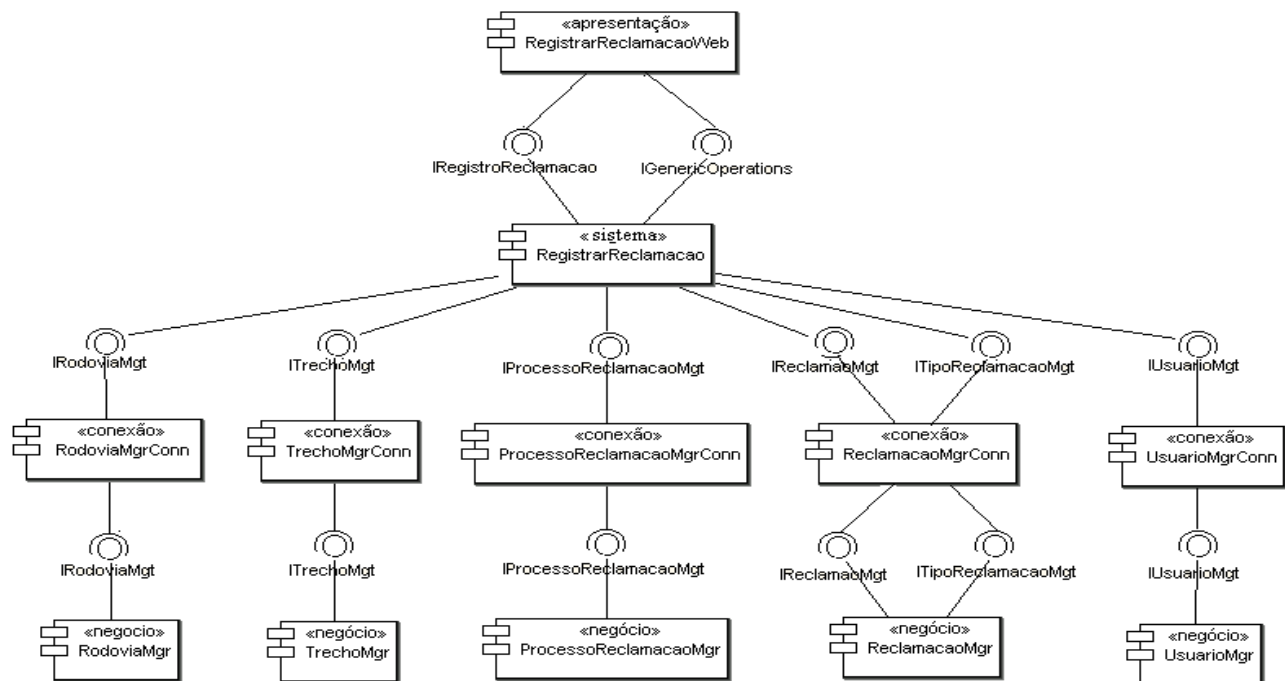 «apresentação»
RegistrarReclamacaoWeb
IRegistroReclamacao
IGenericOperations
«sistema»
RegistrarReclamacao
IRodoviaMgt
ITrechoMgt
IProcessoReclamacaoMgt
IReclamaoMgt
ITipoReclamacaoMgt
IUsuarioMgt
«conexão»
RodoviaMgrConn
«conexão»
TrechoMgrConn
«conexão»
ProcessoReclamacaoMgrConn
«conexão»
ReclamacaoMgrConn
«conexão»
UsuarioMgrConn
IRodoviaMgt
ITrechoMgt
IProcessoReclamacaoMgt
IReclamaoMgt
ITipoReclamacaoMgt
IUsuarioMgt
«negocio»
RodoviaMgr
«negócio»
TrechoMgr
«negócio»
ProcessoReclamacaoMgr
«negócio»
ReclamacaoMgr
«negócio»
UsuarioMgr